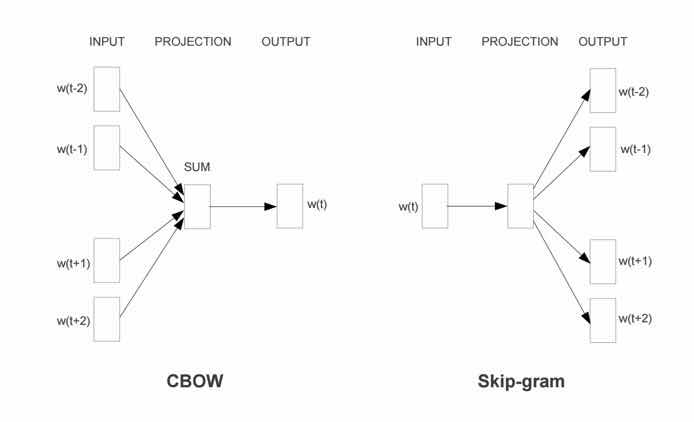 INPUT PROJECTION OUTPUT
w(t-2)
w(t-1)
SUM
w(t)
w(t+1)
w(t+2)
CBOW
INPUT PROJECTION OUTPUT
w(t-2)
w(t-1)
w(t)
w(t+1)
w(t+2)
Skip-gram